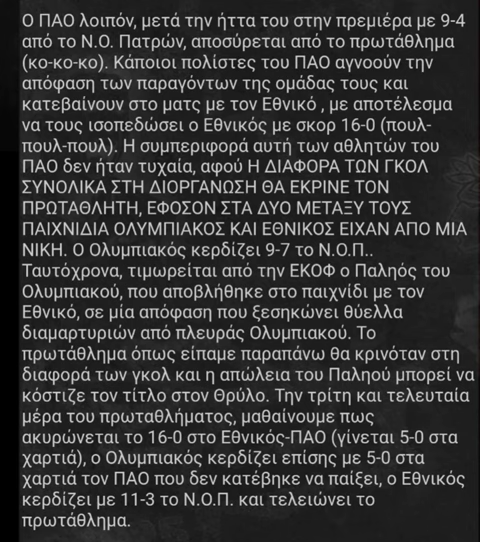 Ο ΠΑΟ λοιπόν, μετά την ήττα του στην πρεμιέρα με 9-4
από το Ν.Ο. Πατρών, αποσύρεται από το πρωτάθλημα
(κο-κο-κο). Κάποιοι πολίστες του ΠΑΟ αγνοούν την
απόφαση των παραγόντων της ομάδας τους και
κατεβαίνουν στο ματς με τον Εθνικό , με αποτέλεσμα
να τους ισοπεδώσει ο Εθνικός με σκορ 16-0 (πουλ-
πουλ-πουλ). Η συμπεριφορά αυτή των αθλητών του
ΠΑΟ δεν ήταν τυχαία, αφού Η ΔΙΑΦΟΡΑ ΤΩΝ ΓΚΟΛ
ΣΥΝΟΛΙΚΑ ΣΤΗ ΔΙΟΡΓΑΝΩΣΗ ΘΑ ΕΚΡΙΝΕ ΤΟΝ
ΠΡΩΤΑΘΛΗΤΗ, ΕΦΟΣΟΝ ΣΤΑ ΔΥΟ ΜΕΤΑΞΥ ΤΟΥΣ
ΠΑΙΧΝΙΔΙΑ ΟΛΥΜΠΙΑΚΟΣ ΚΑΙ ΕΘΝΙΚΟΣ ΕΙΧΑΝ ΑΠΟ ΜΙΑ
ΝΙΚΗ. Ο Ολυμπιακός κερδίζει 9-7 το Ν.Ο.Π..
Ταυτόχρονα, τιμωρείται από την ΕΚΟΦ ο Παληός του
Ολυμπιακού, που αποβλήθηκε στο παιχνίδι με τον
Εθνικό, σε μία απόφαση που ξεσηκώνει θύελλα
διαμαρτυριών από πλευράς Ολυμπιακού. Το
πρωτάθλημα όπως είπαμε παραπάνω θα κρινόταν στη
διαφορά των γκολ και η απώλεια του Παληού μπορεί να
κόστιζε τον τίτλο στον Θρύλο. Την τρίτη και τελευταία
μέρα του πρωταθλήματος, μαθαίνουμε πως
ακυρώνεται το 16-0 στο Εθνικός-ΠΑΟ (γίνεται 5-0 στα
χαρτιά), ο Ολυμπιακός κερδίζει επίσης με 5-0 στα
χαρτιά τον ΠΑΟ που δεν κατέβηκε να παίξει, ο Εθνικός
κερδίζει με 11-3 το Ν.Ο.Π. και τελειώνει το
πρωτάθλημα.